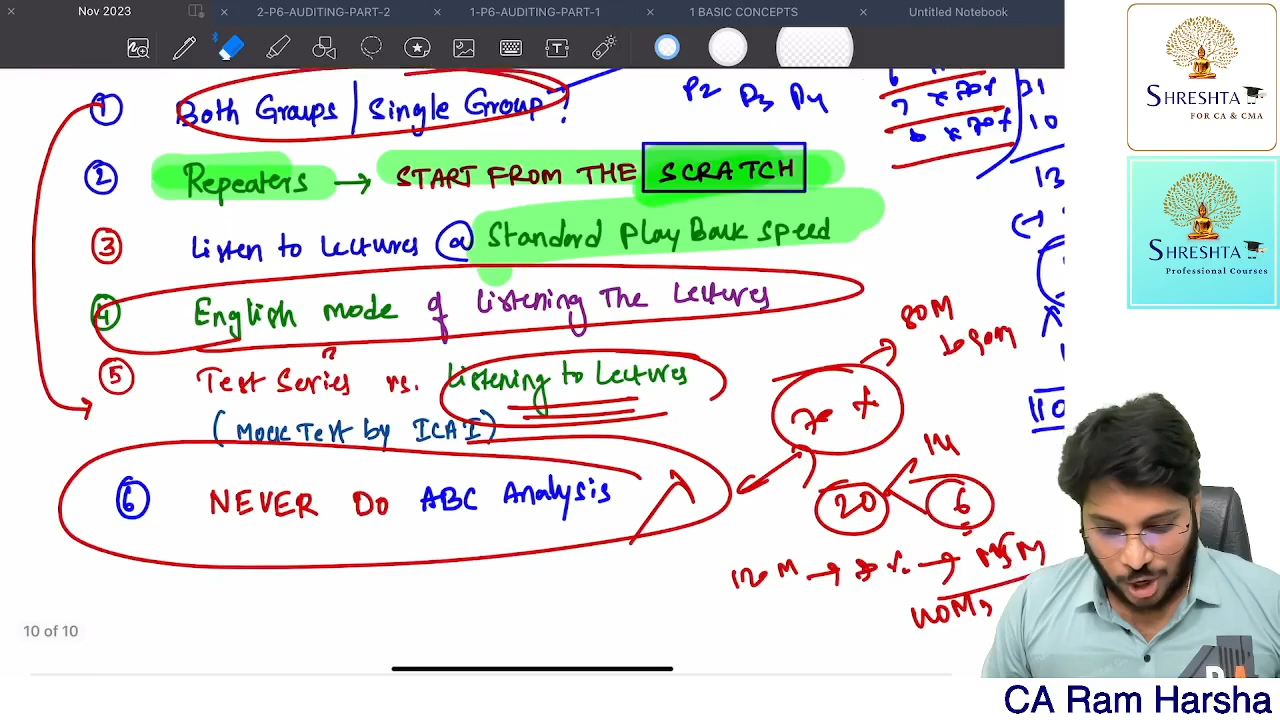 Nov 2023
2-P6-AUDITING-PART-2
1-P6-AUDITING-PART-1
1 BASIC CONCEPTS
Untitled Notebook
① Both Groups / Single Group?
P2 P3 P4
② Repeaters → START FROM THE SCRATCH
③ Listen to Lectures @ Standard Play Back Speed
④ English mode of listening The Lectures
⑤ Test Series vs. Listening to Lectures
(Mock Test by ICAI)
80M
⑥ NEVER DO ABC Analysis
14
20
6
110
10 of 10
SHRESHTA
FOR CA & CMA
SHRESHTA
Professional Courses
CA Ram Harsha